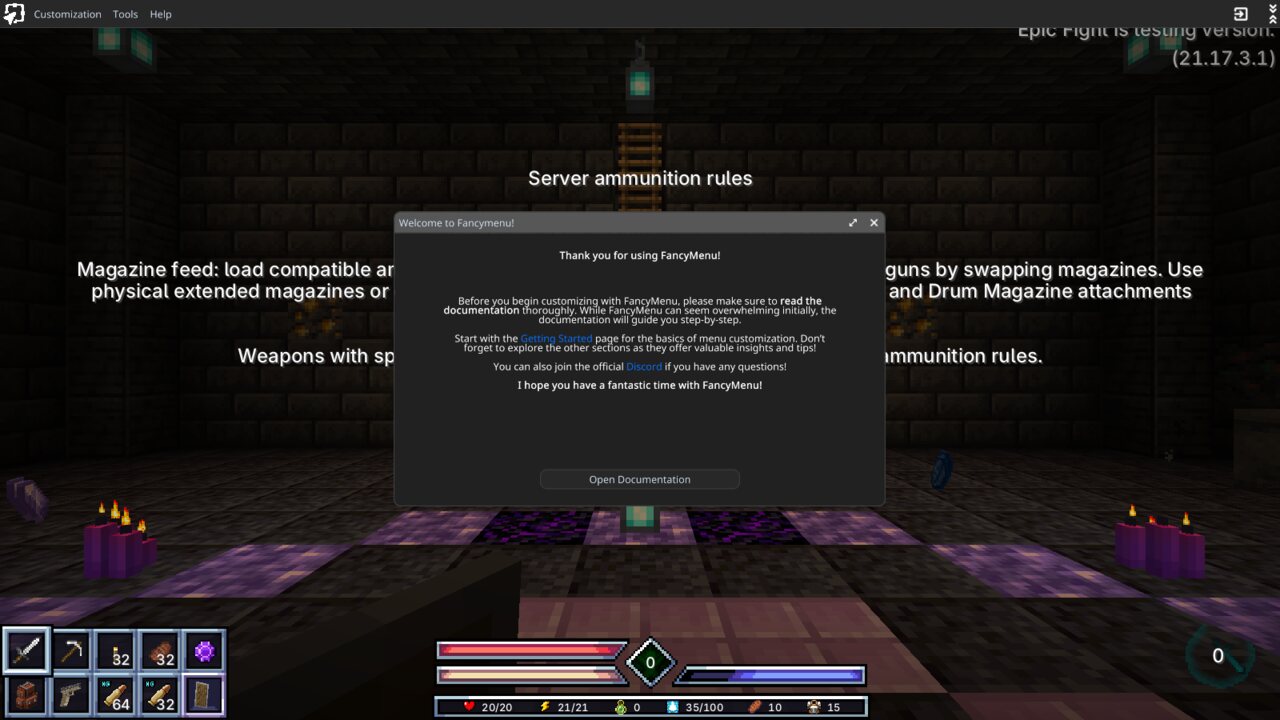 Customization Tools Help
Epic Fight is testing version.
(21.17.3.1)
Server ammunition rules
Welcome to Fancymenu!
Thank you for using FancyMenu!
Magazine feed: load compatible
guns by swapping magazines. Use
physical extended magazines or
and Drum Magazine attachments
Before you begin customizing with FancyMenu, please make sure to read the
documentation thoroughly. While FancyMenu can seem overwhelming initially, the
documentation will guide you step-by-step.
Start with the Getting Started page for the basics of menu customization. Don't
forget to explore the other sections as they offer valuable insights and tips!
Weapons with
ammunition rules.
You can also join the official Discord if you have any questions!
I hope you have a fantastic time with FancyMenu!
Open Documentation
32 32
64 32
0
0
20/20 21/21 0 35/100 10 15